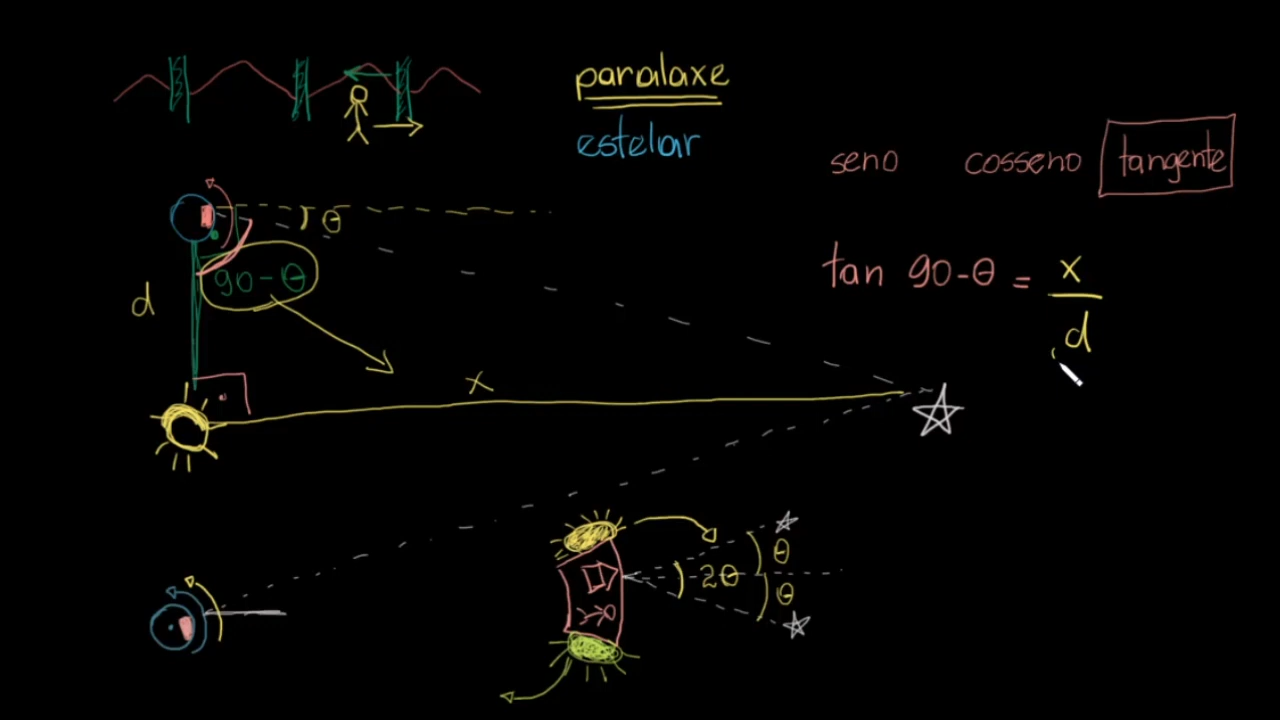 paralaxe
estelar
seno cosseno tangente
θ
90-θ
d
tan 90-θ = x
d
x
2θ
θ
θ